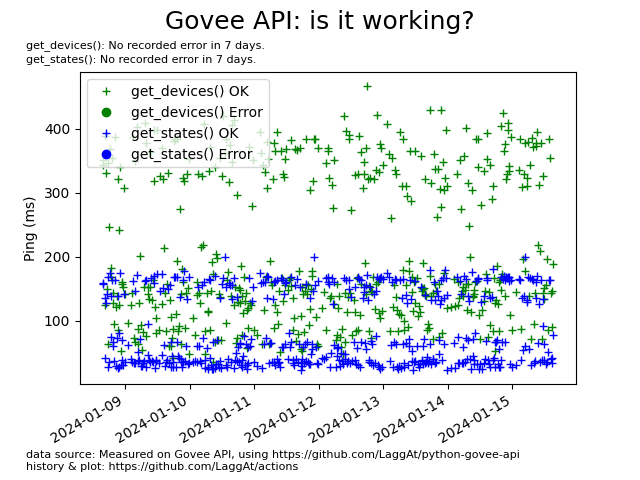 Govee API: is it working?
get_devices(): No recorded error in 7 days.
get_states(): No recorded error in 7 days.
get_devices() OK
get_devices() Error
get_states() OK
get_states() Error
Ping (ms)
400
300
200
100
2024-01-09
2024-01-10
2024-01-11
2024-01-12
2024-01-13
2024-01-14
2024-01-15
data source: Measured on Govee API, using https://github.com/LaggAt/python-govee-api
history & plot: https://github.com/LaggAt/actions